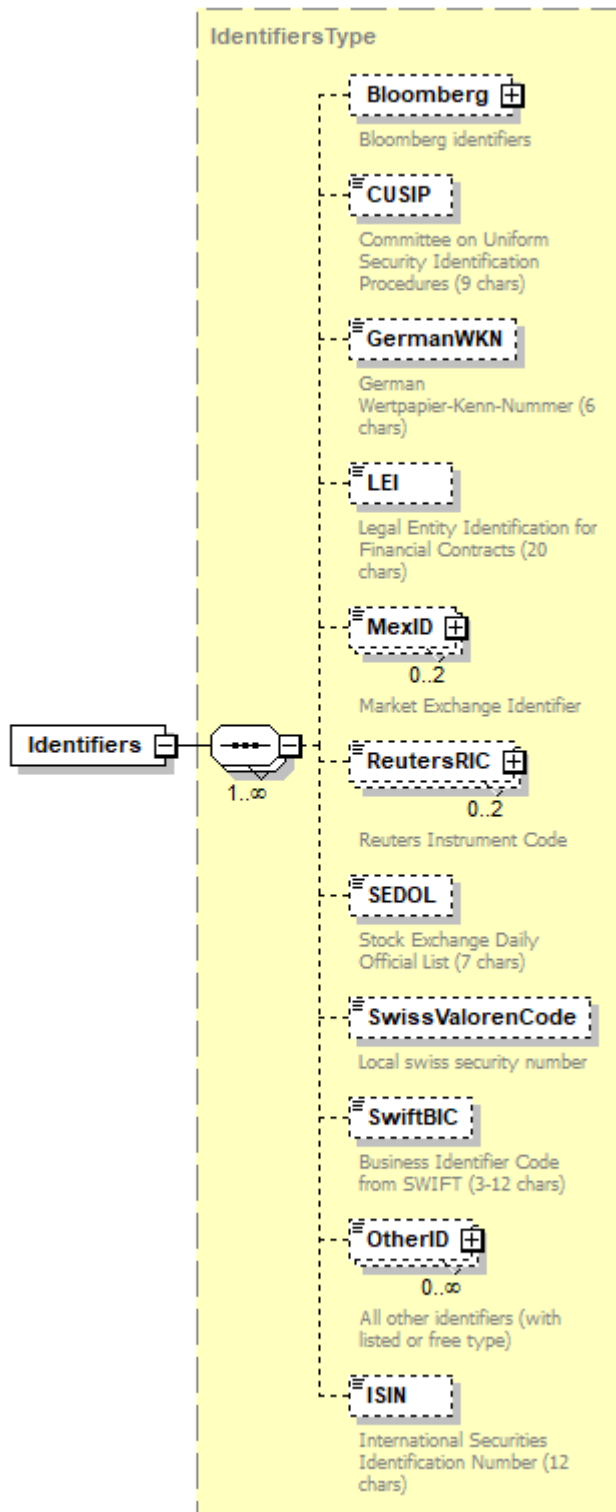 IdentifiersType
Bloomberg
Bloomberg identifiers
CUSIP
Committee on Uniform
Security Identification
Procedures (9 chars)
GermanWKN
German
Wertpapier-Kenn-Nummer (6
chars)
LEI
Legal Entity Identification for
Financial Contracts (20
chars)
MexID
0..2
Market Exchange Identifier
Identifiers
1..∞
ReutersRIC
0..2
Reuters Instrument Code
SEDOL
Stock Exchange Daily
Official List (7 chars)
SwissValorenCode
Local swiss security number
SwiftBIC
Business Identifier Code
from SWIFT (3-12 chars)
OtherID
0..∞
All other identifiers (with
listed or free type)
ISIN
International Securities
Identification Number (12
chars)